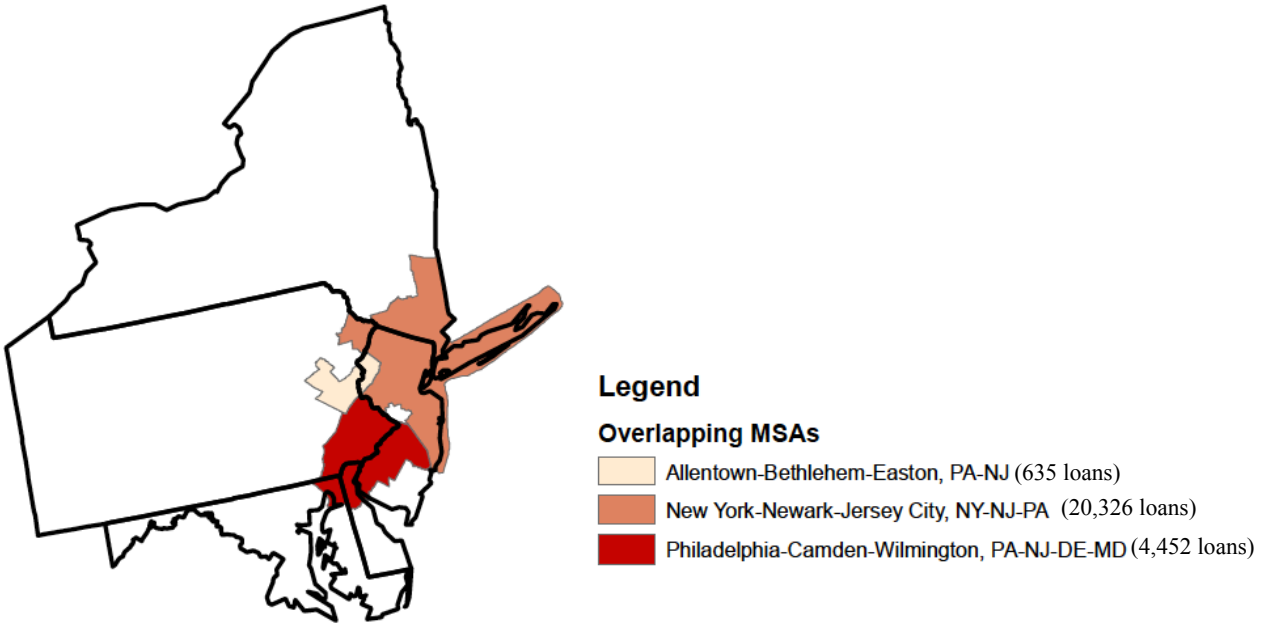 Legend
Overlapping MSAs
Allentown-Bethlehem-Easton, PA-NJ (635 loans)
New York-Newark-Jersey City, NY-NJ-PA (20,326 loans)
Philadelphia-Camden-Wilmington, PA-NJ-DE-MD (4,452 loans)